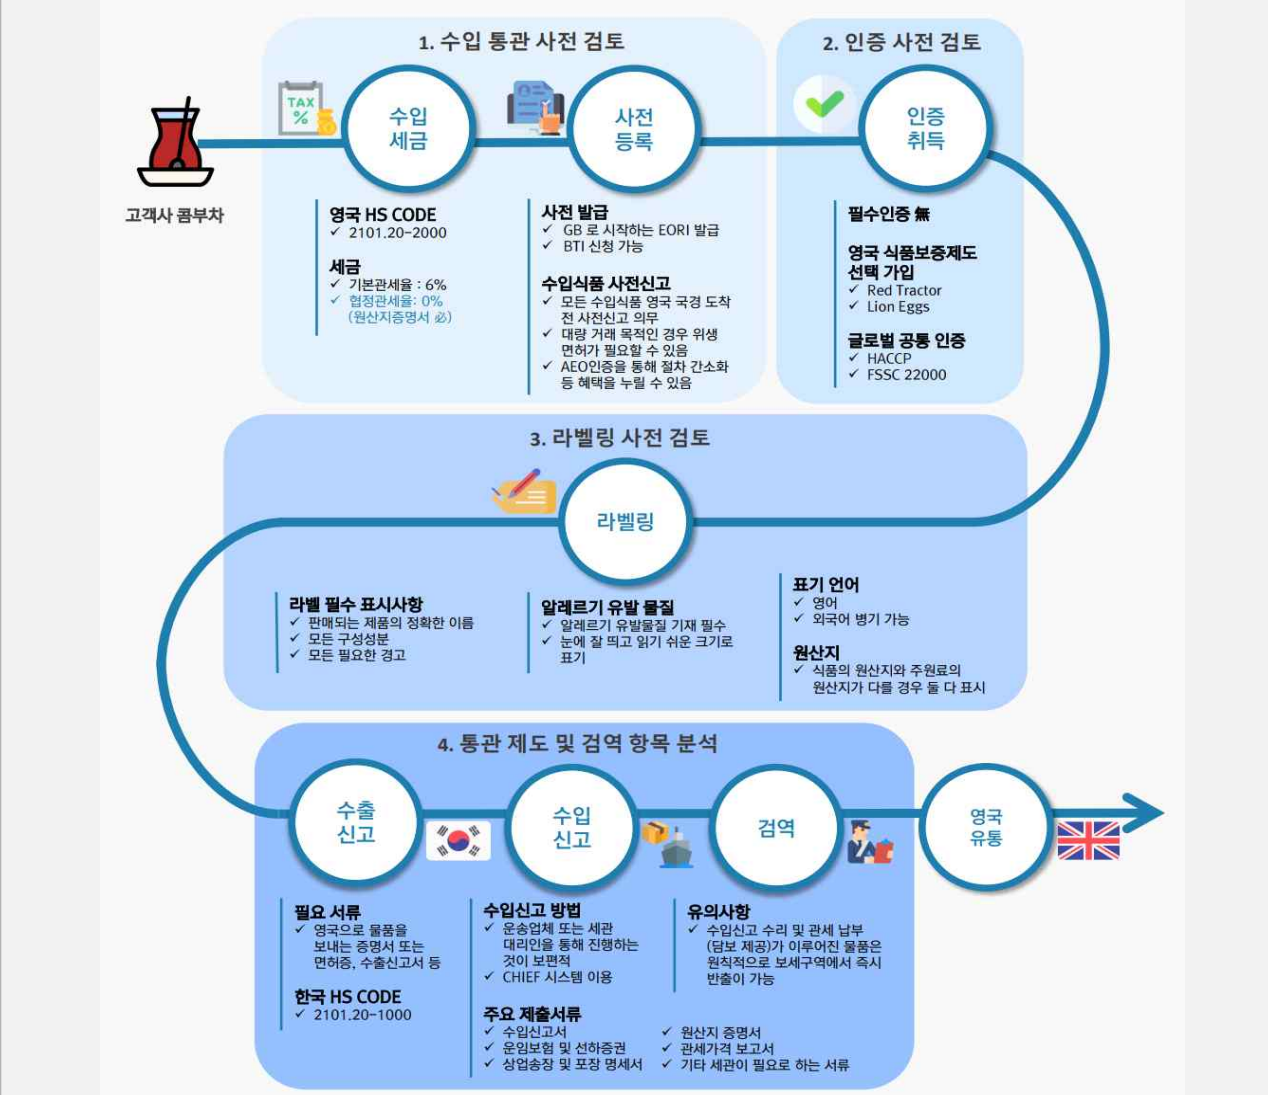 1. 수입 통관 사전 검토
TAX
%
수입
세금
사전
등록
고객사 콤부차
영국 HS CODE
✓ 2101.20-2000
세금
✓ 기본관세율 : 6%
✓ 협정관세율: 0%
(원산지증명서 必)
사전 발급
✓ GB 로 시작하는 EORI 발급
✓ BTI 신청 가능
수입식품 사전신고
✓ 모든 수입식품 영국 국경 도착
전 사전신고 의무
✓ 대량 거래 목적인 경우 위생
면허가 필요할 수 있음
✓ AEO인증을 통해 절차 간소화
등 혜택을 누릴 수 있음
2. 인증 사전 검토
인증
취득
필수인증 無
영국 식품보증제도
선택 가입
✓ Red Tractor
✓ Lion Eggs
글로벌 공통 인증
✓ HACCP
✓ FSSC 22000
3. 라벨링 사전 검토
라벨링
라벨 필수 표시사항
✓ 판매되는 제품의 정확한 이름
✓ 모든 구성성분
✓ 모든 필요한 경고
알레르기 유발 물질
✓ 알레르기 유발물질 기재 필수
✓ 눈에 잘 띄고 읽기 쉬운 크기로
표기
표기 언어
✓ 영어
✓ 외국어 병기 가능
원산지
✓ 식품의 원산지와 주원료의
원산지가 다를 경우 둘 다 표시
4. 통관 제도 및 검역 항목 분석
수출
신고
수입
신고
검역
영국
유통
필요 서류
✓ 영국으로 물품을
보내는 증명서 또는
면허증, 수출신고서 등
한국 HS CODE
✓ 2101.20-1000
수입신고 방법
✓ 운송업체 또는 세관
대리인을 통해 진행하는
것이 보편적
✓ CHIEF 시스템 이용
주요 제출서류
✓ 수입신고서
✓ 운임보험 및 선하증권
✓ 상업송장 및 포장 명세서
✓ 원산지 증명서
✓ 관세가격 보고서
✓ 기타 세관이 필요로 하는 서류
유의사항
✓ 수입신고 수리 및 관세 납부
(담보 제공)가 이루어진 물품은
원칙적으로 보세구역에서 즉시
반출이 가능